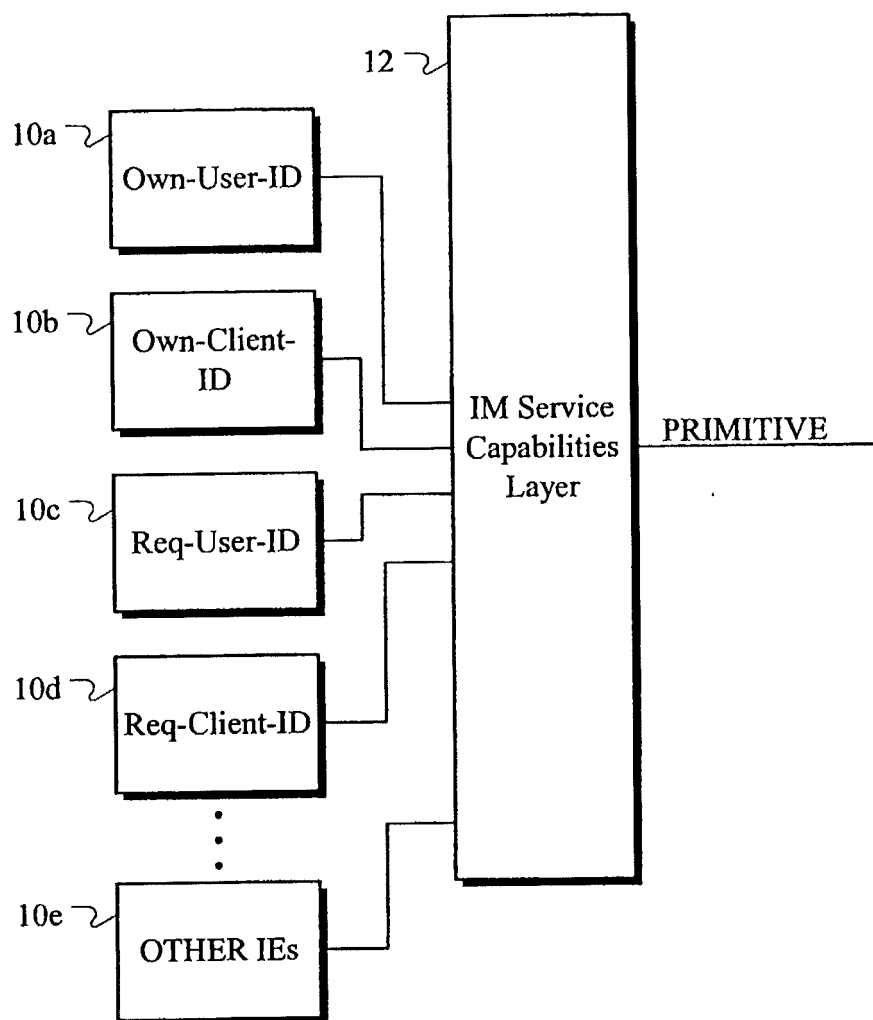 12
10a
Own-User-ID
10b
Own-Client-
ID
IM Service
Capabilities
Layer
PRIMITIVE
10c
Req-User-ID
10d
Req-Client-ID
10e
OTHER IEs